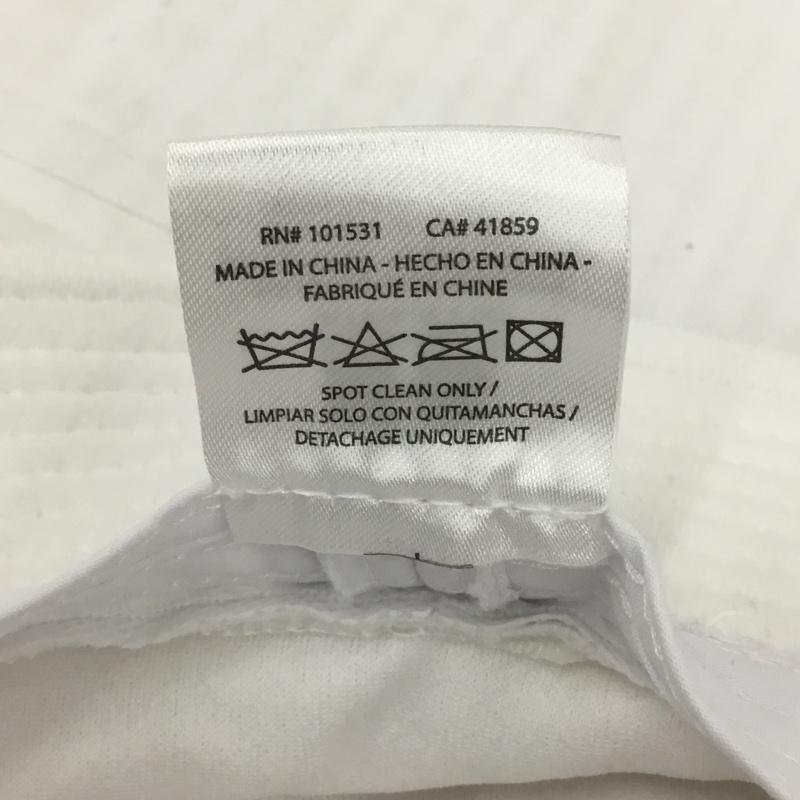 RN# 101531 CA# 41859
MADE IN CHINA - HECHO EN CHINA -
FABRIQUÉ EN CHINE
SPOT CLEAN ONLY /
LIMPIAR SOLO CON QUITAMANCHAS /
DETACHAGE UNIQUEMENT